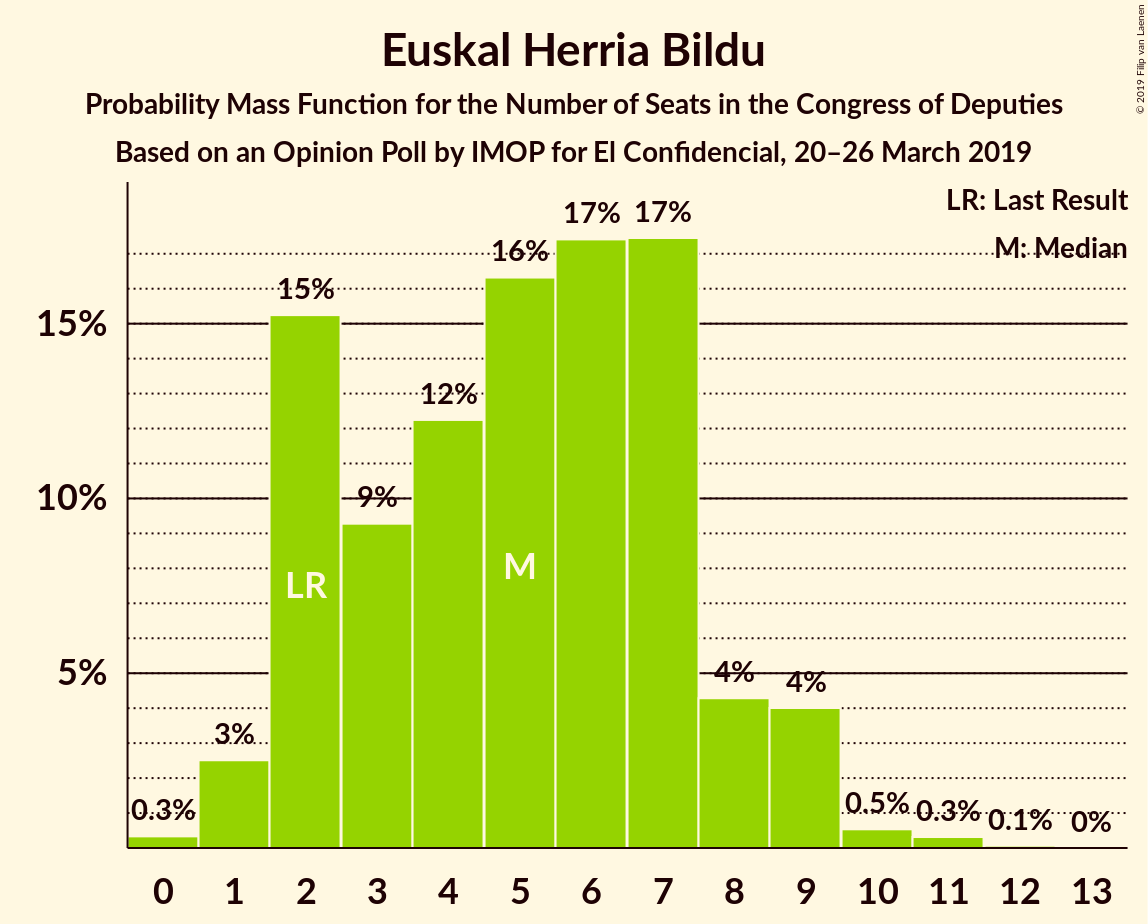 Euskal Herria Bildu
Probability Mass Function for the Number of Seats in the Congress of Deputies
Based on an Opinion Poll by IMOP for El Confidencial, 20–26 March 2019
© 2019 Filip van Laenen
LR: Last Result
M: Median
17% 17%
16%
15%
15%
12%
10%
9%
LR
M
5%
4% 4%
3%
0.3% 0.5% 0.3% 0.1% 0%
0 1 2 3 4 5 6 7 8 9 10 11 12 13